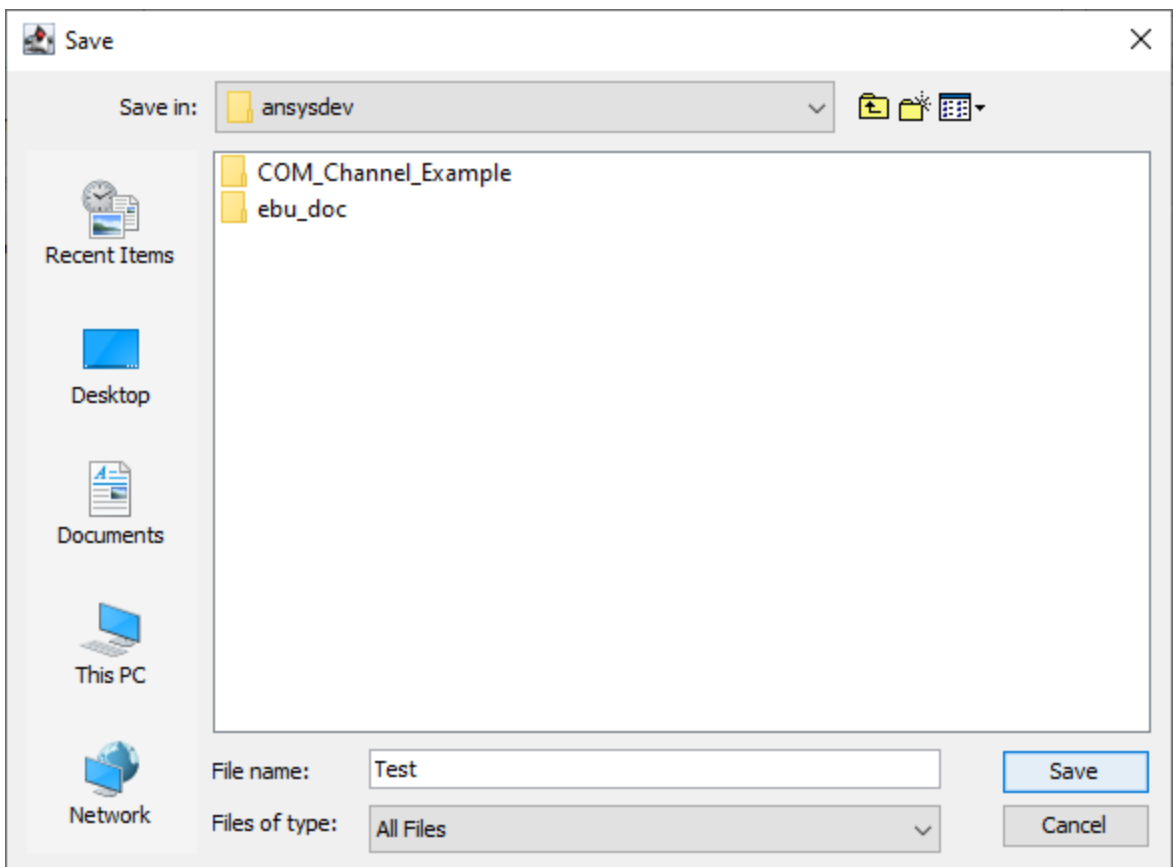 Save
Save in: ansysdev
COM_Channel_Example
ebu_doc
Recent Items
Desktop
Documents
This PC
Network
File name: Test Save
Files of type: All Files Cancel